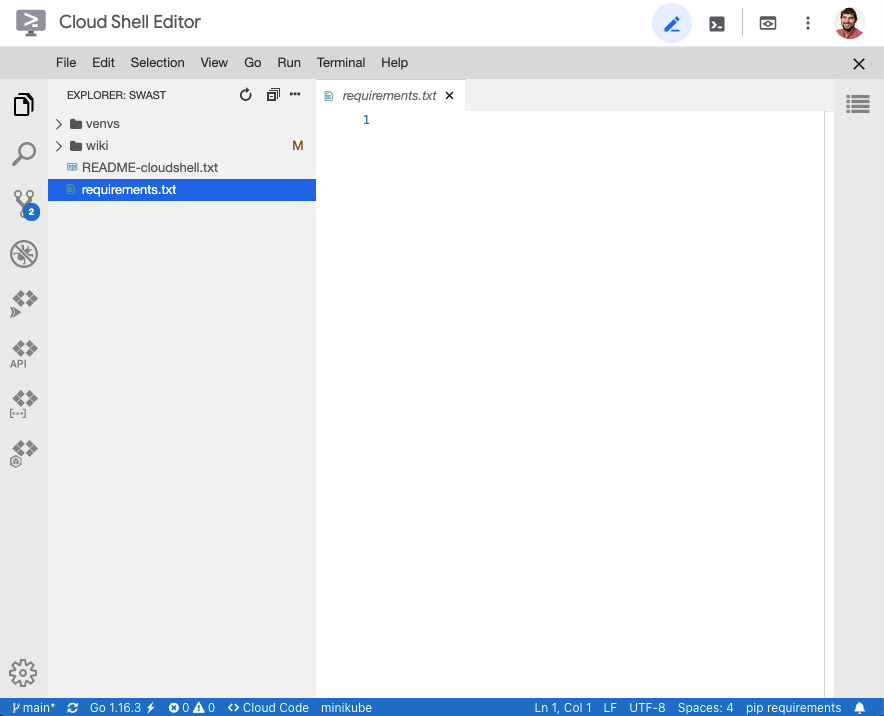 Cloud Shell Editor
File Edit Selection View Go Run Terminal Help
EXPLORER: SWAST
requirements.txt
1
venvs
wiki M
README-cloudshell.txt
requirements.txt
2
API
main* Go 1.16.3 0 0 Cloud Code minikube Ln 1, Col 1 LF UTF-8 Spaces: 4 pip requirements